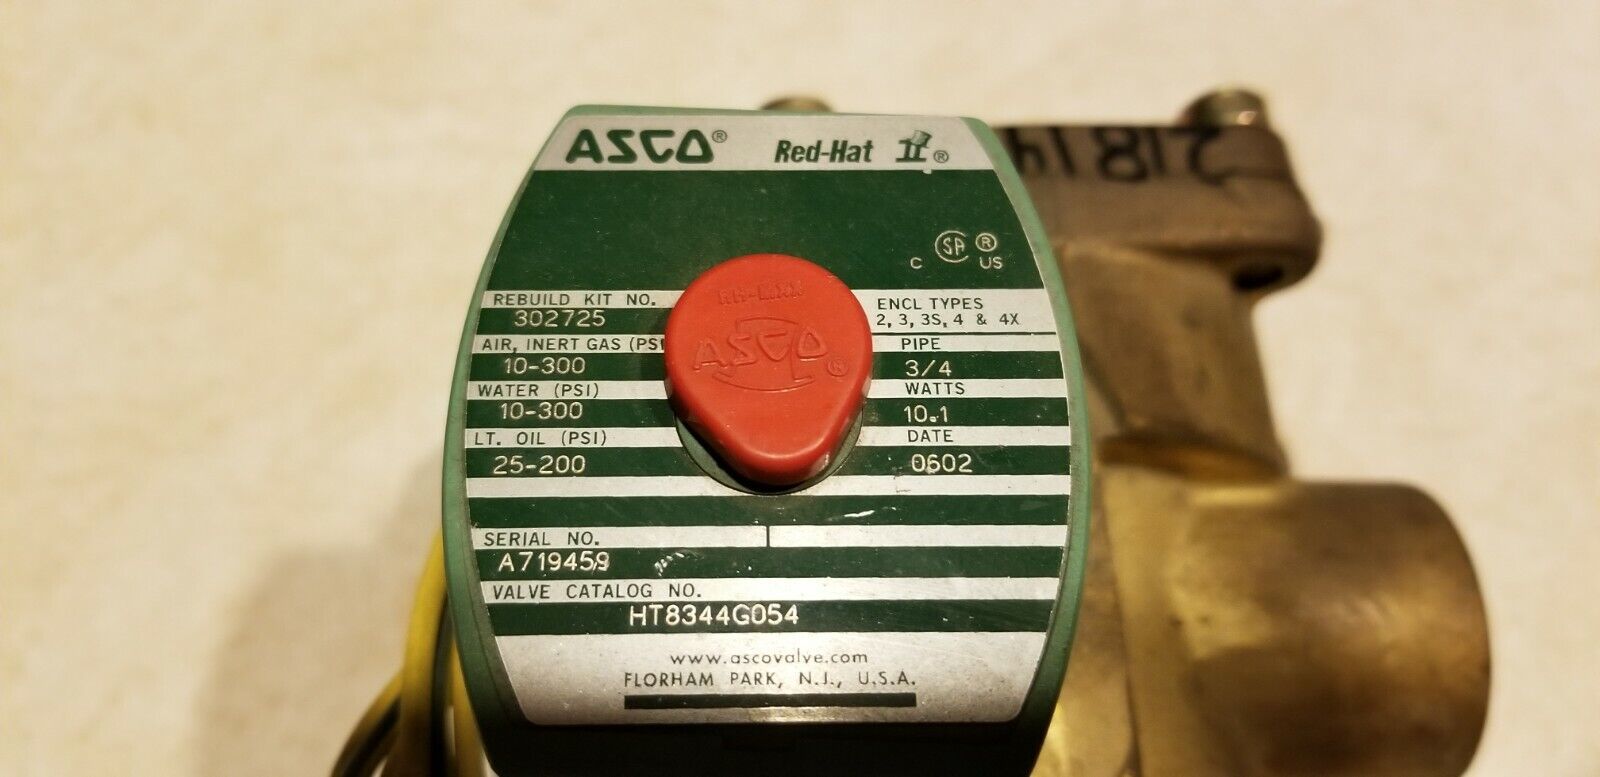 ASCO® Red-Hat II®
C SA ® US
REBUILD KIT NO.
302725
ENCL TYPES
2, 3, 3S, 4 & 4X
AIR, INERT GAS (PSI
10-300
PIPE
3/4
WATER (PSI)
10-300
WATTS
10.1
LT. OIL (PSI)
25-200
DATE
0602
ASCO ®
SERIAL NO.
A719459
VALVE CATALOG NO.
HT8344G054
www.ascovalve.com
FLORHAM PARK, N.J., U.S.A.